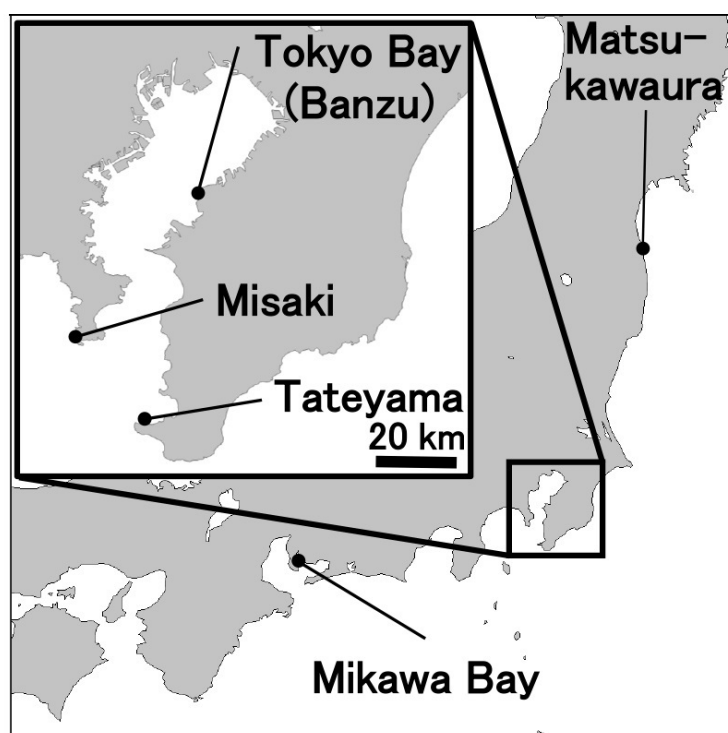 Tokyo Bay
(Banzu)
Matsu-
kawaura
Misaki
Tateyama
20 km
Mikawa Bay